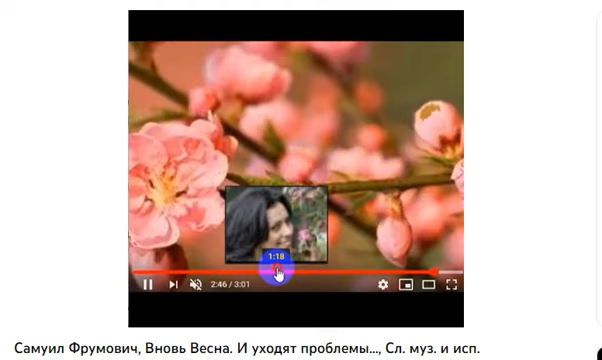 1:18
2:46 / 3:01
Самуил Фрумович, Вновь Весна. И уходят проблемы..., Сл. муз. и исп.